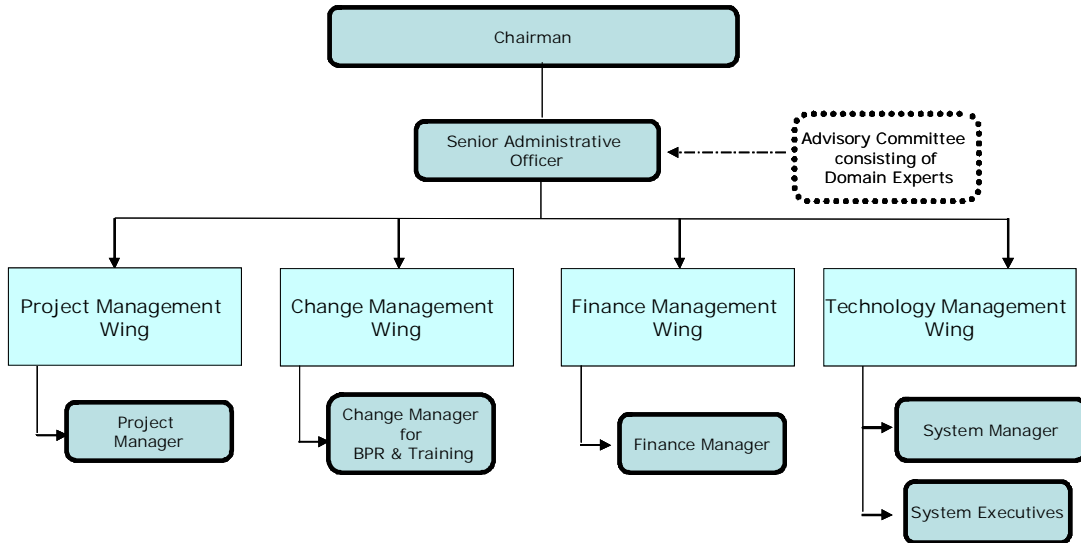 Chairman
Senior Administrative
Officer
Advisory Committee
consisting of
Domain Experts
Project Management
Wing
Change Management
Wing
Finance Management
Wing
Technology Management
Wing
Project
Manager
Change Manager
for
BPR & Training
Finance Manager
System Manager
System Executives